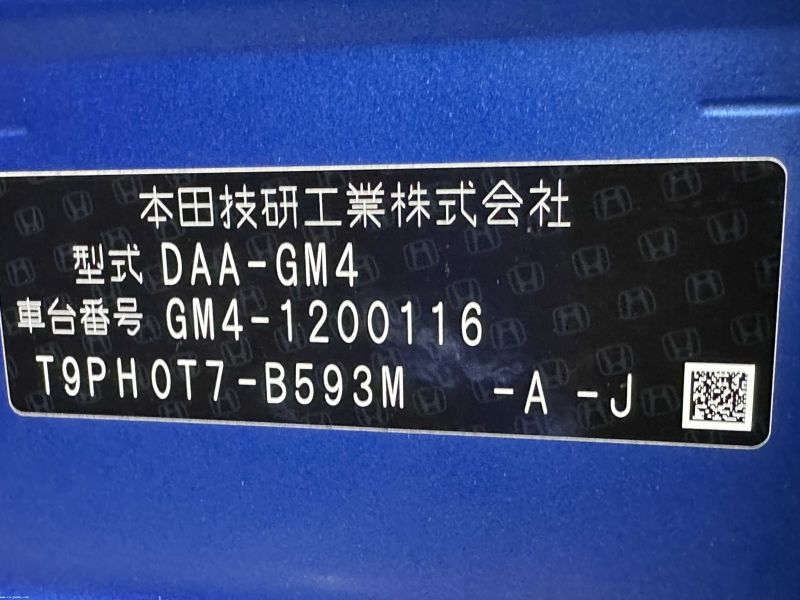 本田技研工業株式会社
型式 DAA-GM4
車台番号 GM4-1200116
T9PH0T7-B593M -A -J